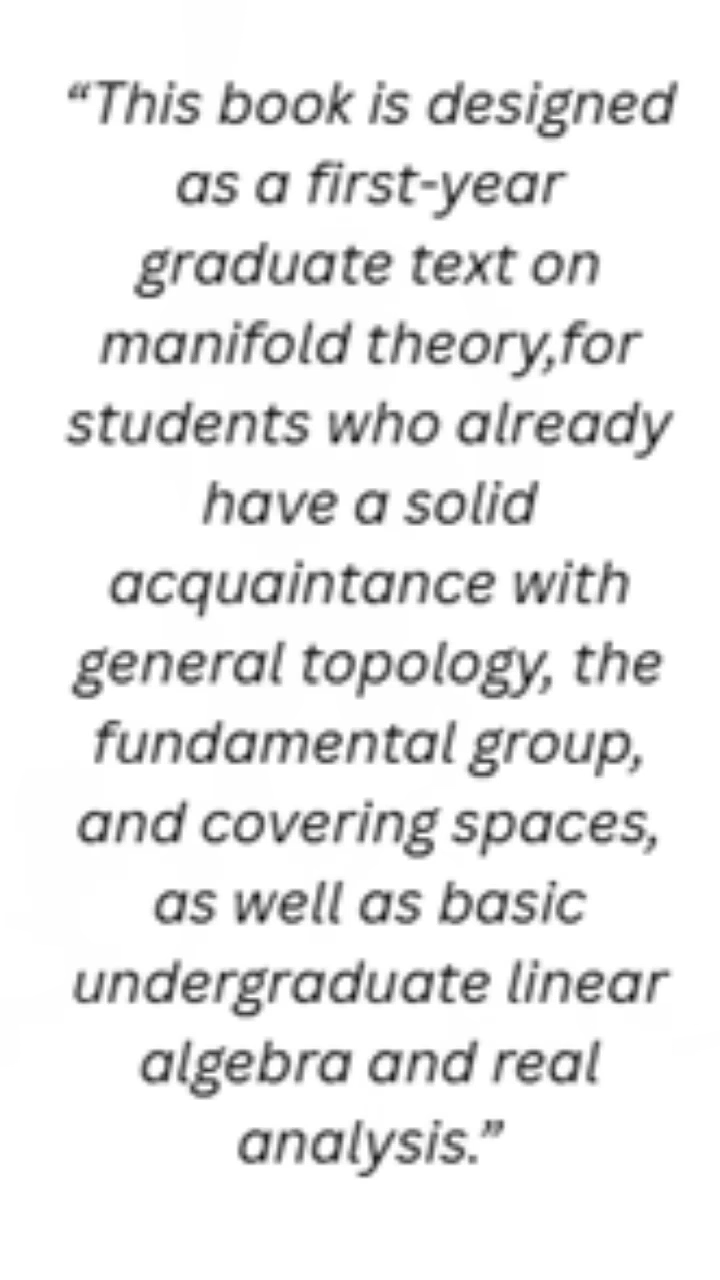 “This book is designed
as a first-year
graduate text on
manifold theory,for
students who already
have a solid
acquaintance with
general topology, the
fundamental group,
and covering spaces,
as well as basic
undergraduate linear
algebra and real
analysis.”